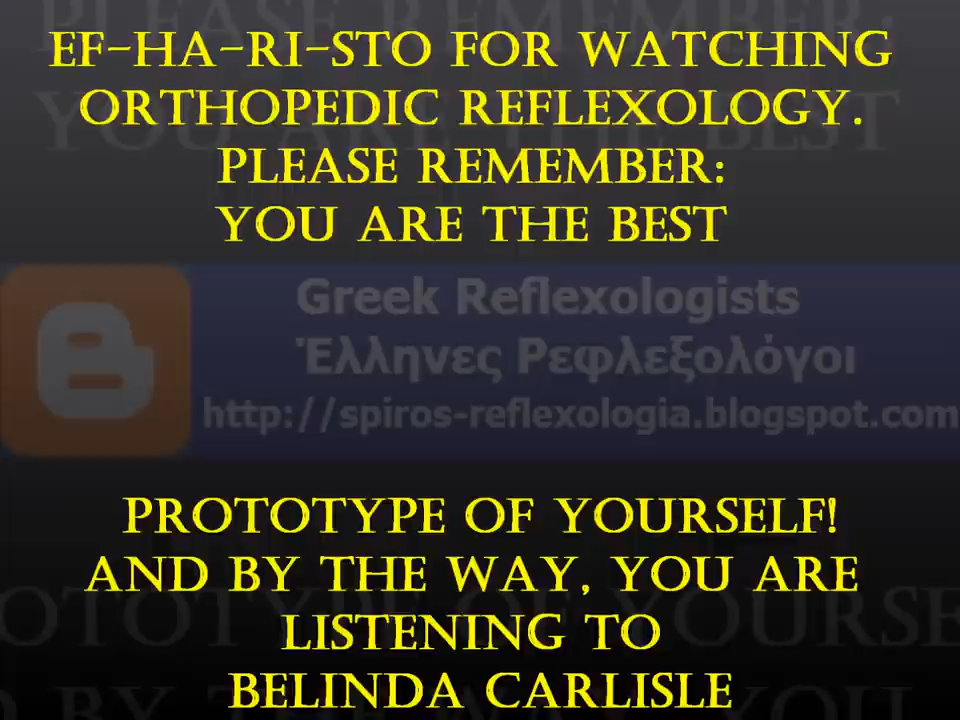 EF-HA-RI-STO FOR WATCHING
ORTHOPEDIC REFLEXOLOGY.
PLEASE REMEMBER:
YOU ARE THE BEST
Greek Reflexologists
Έλληνες Ρεφλεξολόγοι
http://spiros-reflexologia.blogspot.com
PROTOTYPE OF YOURSELF!
AND BY THE WAY, YOU ARE
LISTENING TO
BELINDA CARLISLE